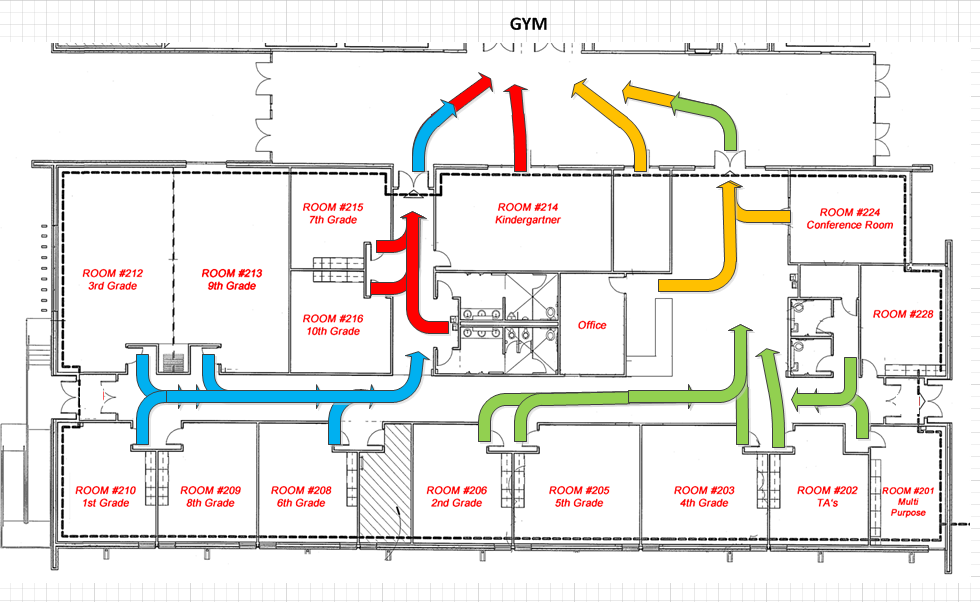 GYM
ROOM #215
7th Grade
ROOM #214
Kindergartner
ROOM #224
Conference Room
ROOM #212
3rd Grade
ROOM #213
9th Grade
ROOM #216
10th Grade
Office
ROOM #228
ROOM #210
1st Grade
ROOM #209
8th Grade
ROOM #208
6th Grade
ROOM #206
2nd Grade
ROOM #205
5th Grade
ROOM #203
4th Grade
ROOM #202
TA's
ROOM #201
Multi
Purpose